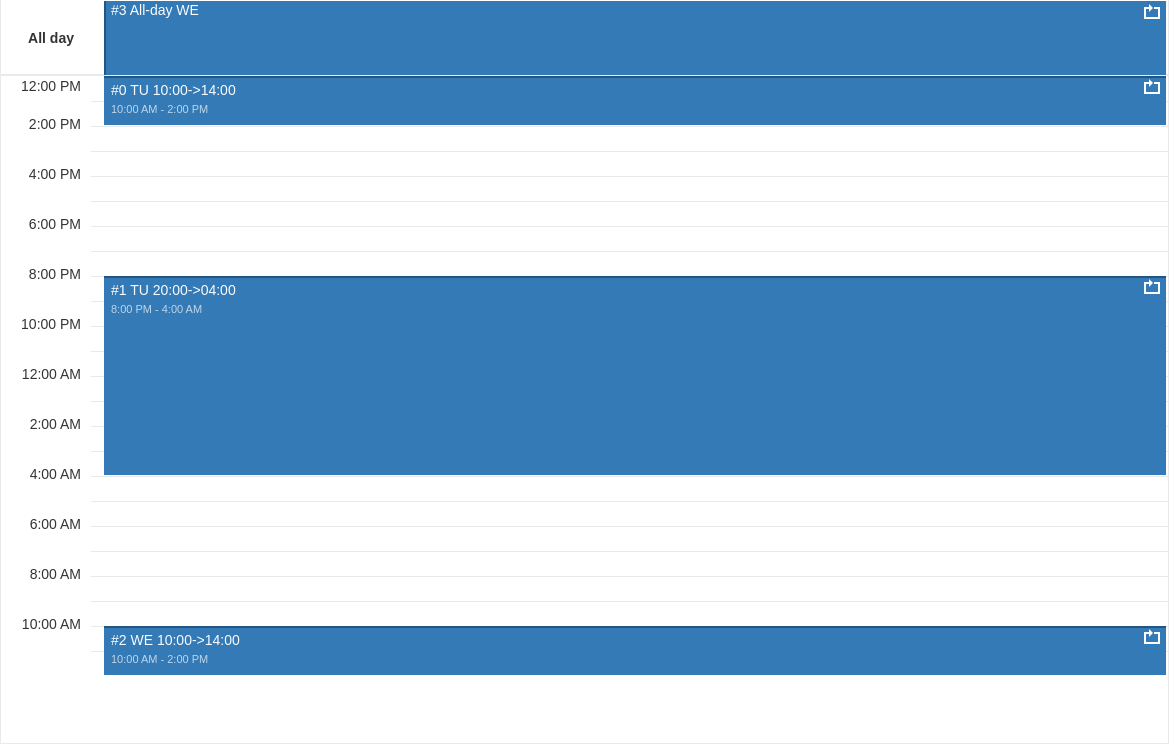 #3 All-day WE
All day
12:00 PM
#0 TU 10:00->14:00
10:00 AM - 2:00 PM
2:00 PM
4:00 PM
6:00 PM
8:00 PM
#1 TU 20:00->04:00
8:00 PM - 4:00 AM
10:00 PM
12:00 AM
2:00 AM
4:00 AM
6:00 AM
8:00 AM
10:00 AM
#2 WE 10:00->14:00
10:00 AM - 2:00 PM